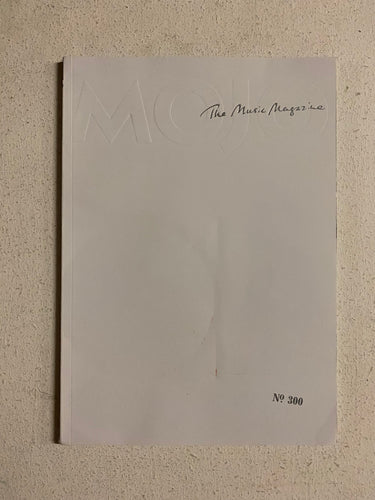 MOJO
The Music Magazine
Nº 300